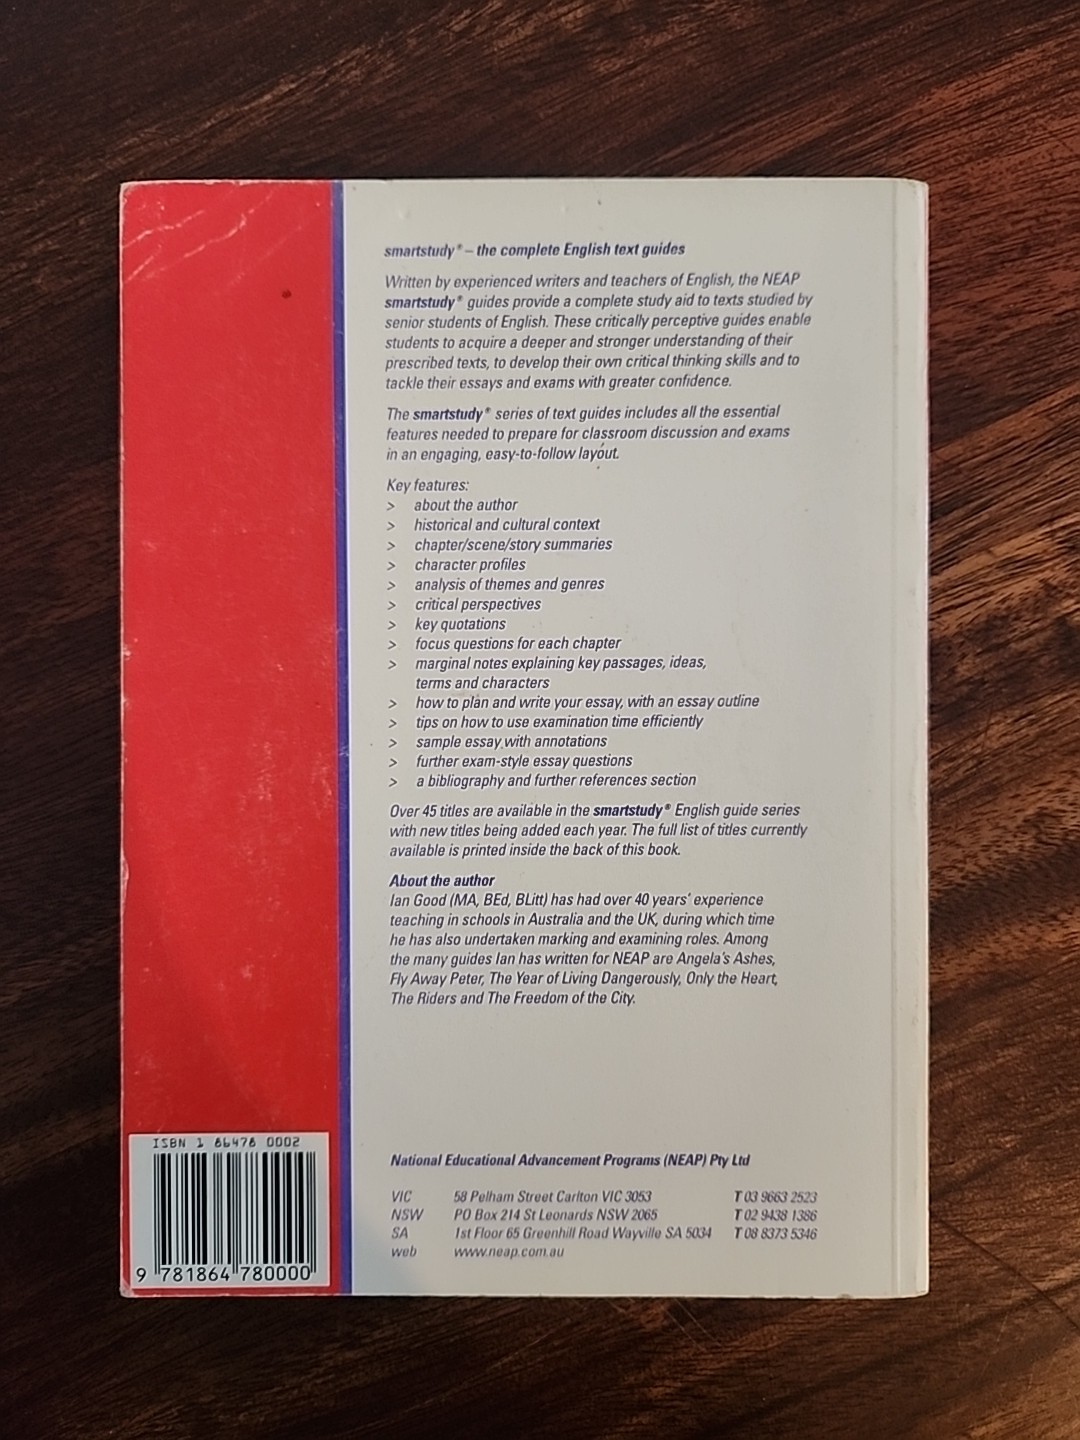 smartstudy® – the complete English text guides
Written by experienced writers and teachers of English, the NEAP
smartstudy® guides provide a complete study aid to texts studied by
senior students of English. These critically perceptive guides enable
students to acquire a deeper and stronger understanding of their
prescribed texts, to develop their own critical thinking skills and to
tackle their essays and exams with greater confidence.
The smartstudy® series of text guides includes all the essential
features needed to prepare for classroom discussion and exams
in an engaging, easy-to-follow layout.
Key features:
> about the author
> historical and cultural context
> chapter/scene/story summaries
> character profiles
> analysis of themes and genres
> critical perspectives
> key quotations
> focus questions for each chapter
> marginal notes explaining key passages, ideas,
terms and characters
> how to plan and write your essay, with an essay outline
> tips on how to use examination time efficiently
> sample essay with annotations
> further exam-style essay questions
> a bibliography and further references section
Over 45 titles are available in the smartstudy® English guide series
with new titles being added each year. The full list of titles currently
available is printed inside the back of this book.
About the author
Ian Good (MA, BEd, BLitt) has had over 40 years' experience
teaching in schools in Australia and the UK, during which time
he has also undertaken marking and examining roles. Among
the many guides Ian has written for NEAP are Angela's Ashes,
Fly Away Peter, The Year of Living Dangerously, Only the Heart,
The Riders and The Freedom of the City.
ISBN 1 86478 0002
9 781864 780000
National Educational Advancement Programs (NEAP) Pty Ltd
VIC 58 Pelham Street Carlton VIC 3053 T 03 9663 2523
NSW PO Box 214 St Leonards NSW 2065 T 02 9438 1386
SA 1st Floor 65 Greenhill Road Wayville SA 5034 T 08 8373 5346
web www.neap.com.au